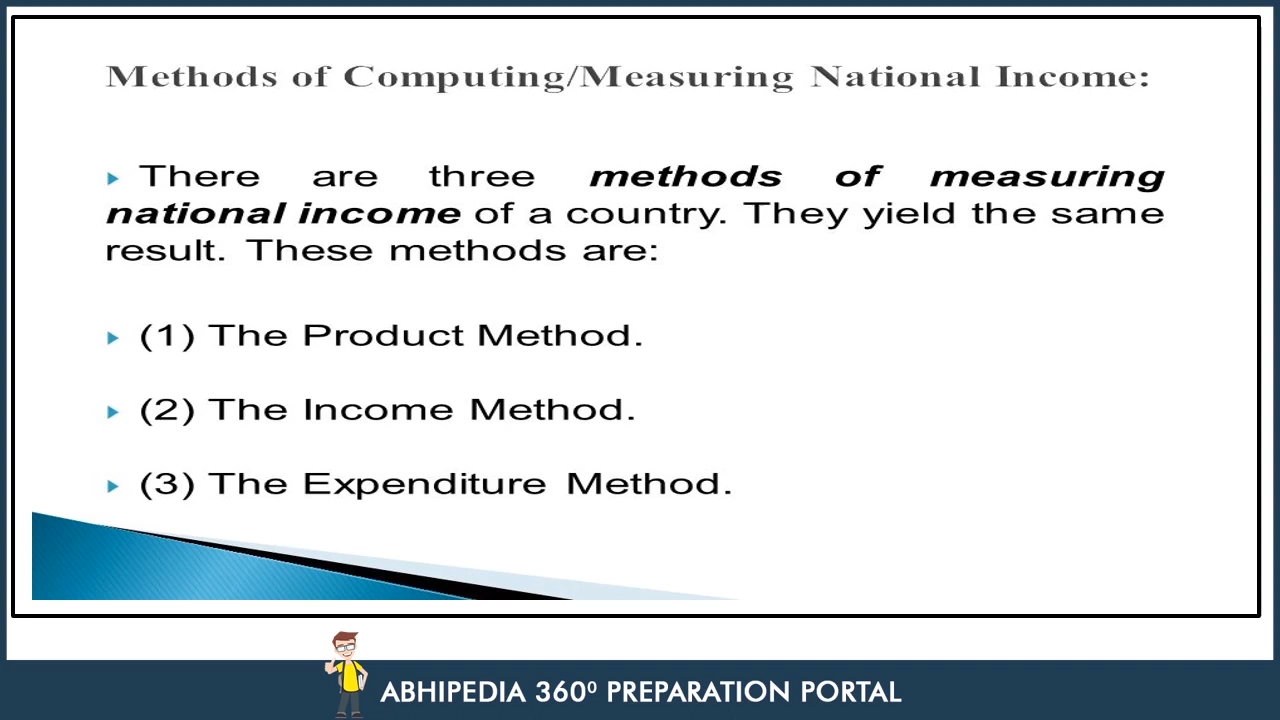 Methods of Computing/Measuring National Income:
There are three methods of measuring
national income of a country. They yield the same
result. These methods are:
(1) The Product Method.
(2) The Income Method.
(3) The Expenditure Method.
ABHIPEDIA 360⁰ PREPARATION PORTAL